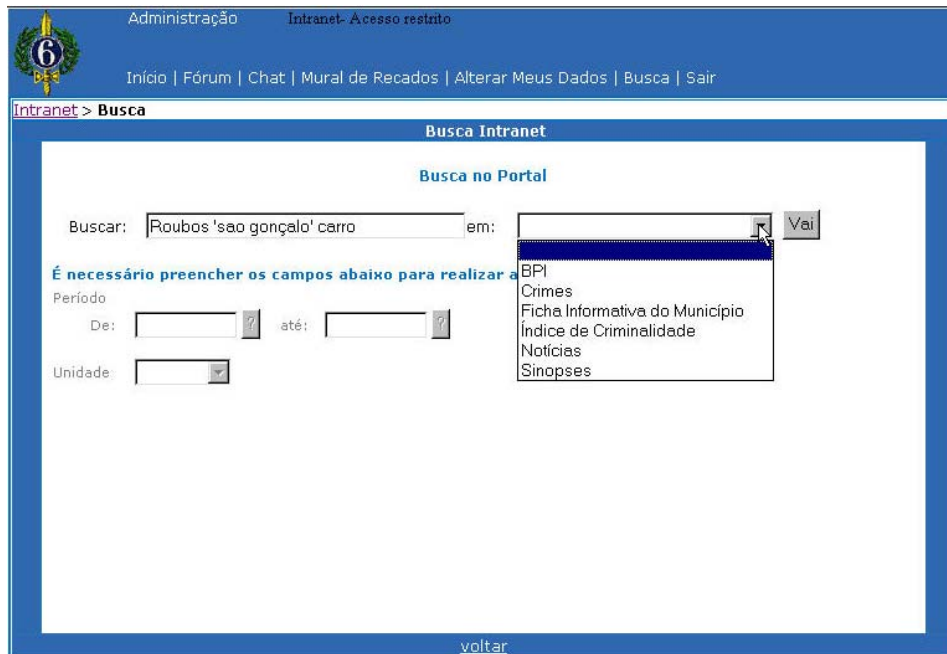 Administração Intranet- Acesso restrito
6
Início | Fórum | Chat | Mural de Recados | Alterar Meus Dados | Busca | Sair
Intranet > Busca
Busca Intranet
Busca no Portal
Buscar: Roubos 'sao gonçalo' carro em: Vai
É necessário preencher os campos abaixo para realizar a
BPI
Crimes
Ficha Informativa do Município
Índice de Criminalidade
Notícias
Sinopses
Período
De: ? até: ?
Unidade
voltar